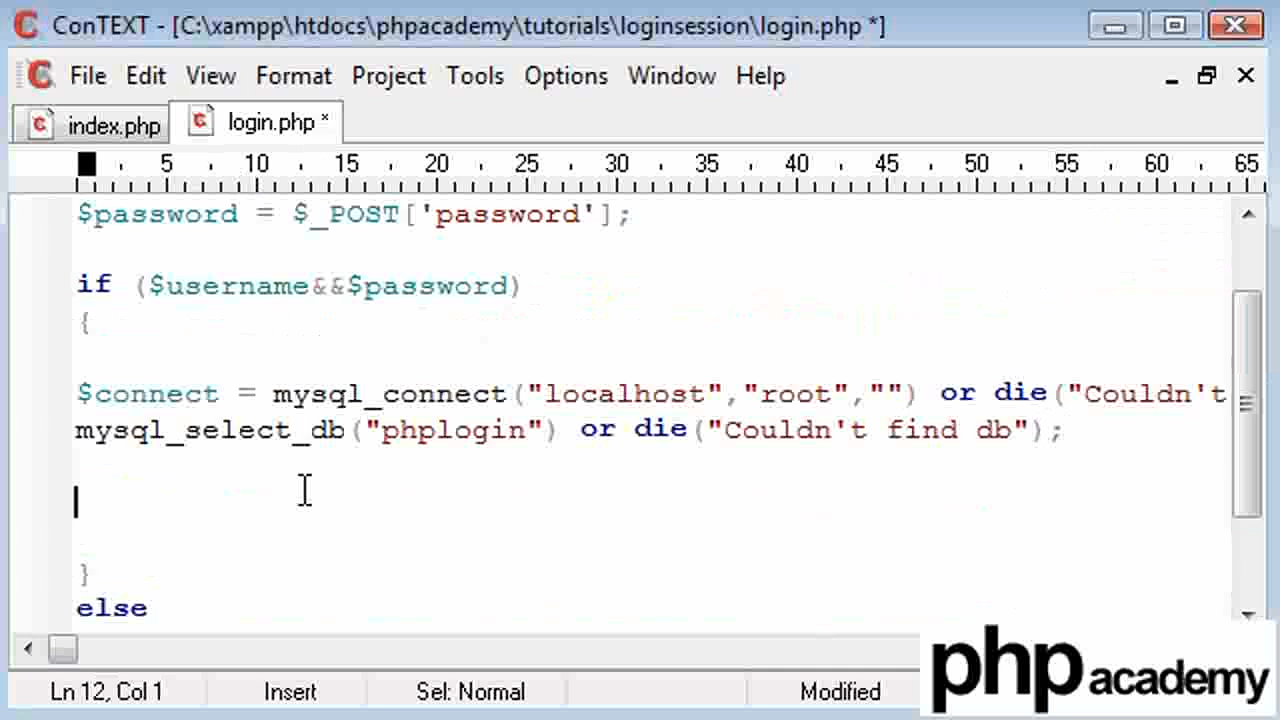 ConTEXT - [C:\xampp\htdocs\phpacademy\tutorials\loginsession\login.php *]
File Edit View Format Project Tools Options Window Help
index.php login.php *
5 10 15 20 25 30 35 40 45 50 55 60 65
$password = $_POST['password'];
if ($username&&$password)
{
$connect = mysql_connect("localhost","root","") or die("Couldn't
mysql_select_db("phplogin") or die("Couldn't find db");
}
else
Ln 12, Col 1 Insert Sel: Normal Modified
php academy